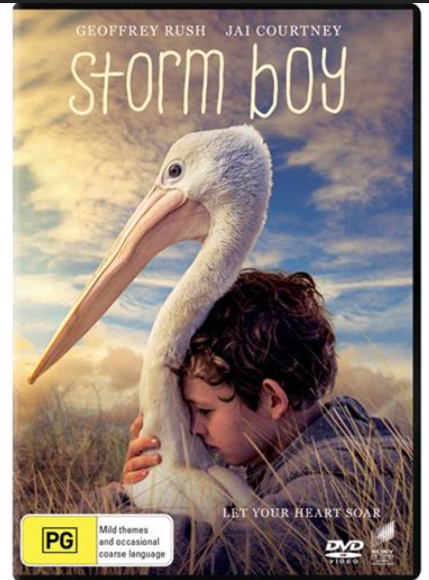 GEOFFREY RUSH JAI COURTNEY
storm boy
LET YOUR HEART SOAR
PG
Mild themes
and occasional
coarse language
DVD
VIDEO
SONY